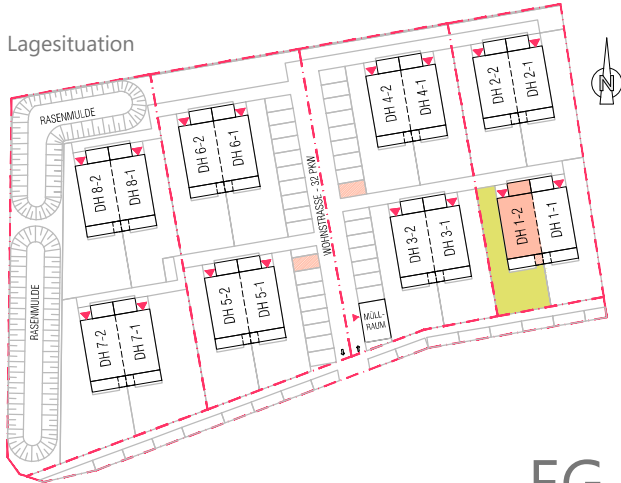 Lagesituation
RASENMULDE
DH 8-2
DH 8-1
DH 6-2
DH 6-1
WOHNSTRASSE - 32 PKW
DH 4-2
DH 4-1
DH 2-2
DH 2-1
N
RASENMULDE
DH 7-2
DH 7-1
DH 5-2
DH 5-1
MÜLL-
RAUM
DH 3-2
DH 3-1
DH 1-2
DH 1-1
EG